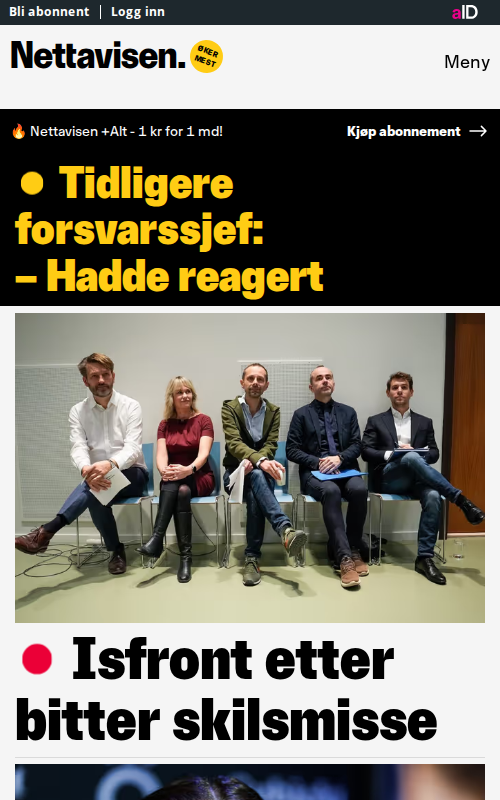 Bli abonnent
Logg inn
aID
Nettavisen.
ØKER
MEST
Meny
🔥 Nettavisen +Alt - 1 kr for 1 md!
Kjøp abonnement →
Tidligere
forsvarssjef:
– Hadde reagert
Isfront etter
bitter skilsmisse